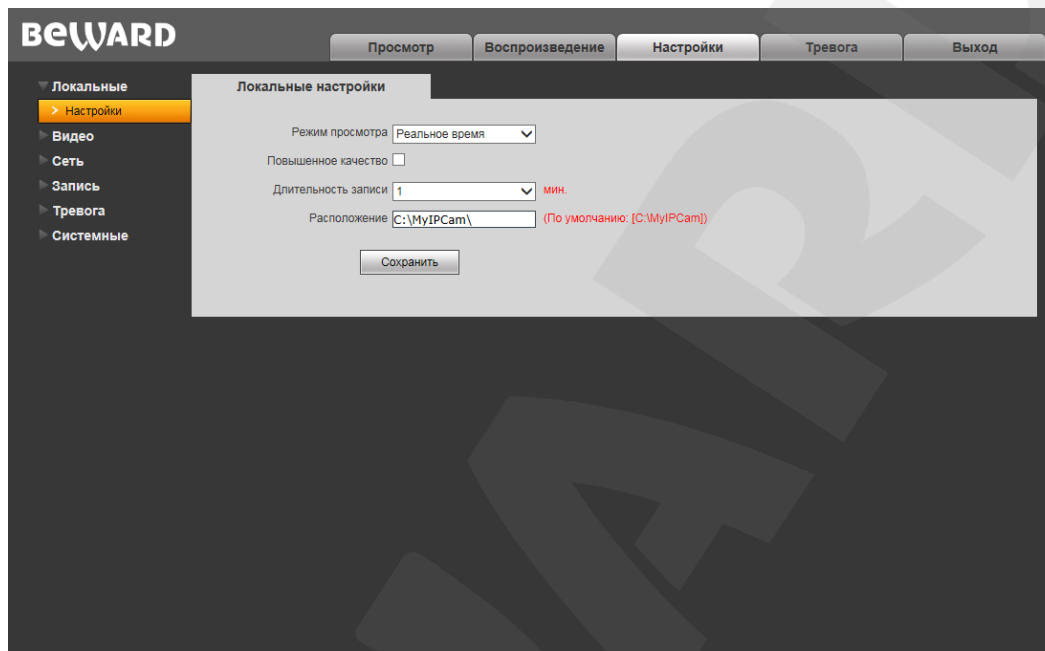 BEWARD
Просмотр Воспроизведение Настройки Тревога Выход
Локальные
> Настройки
Видео
Сеть
Запись
Тревога
Системные
Локальные настройки
Режим просмотра Реальное время
Повышенное качество
Длительность записи 1 мин.
Расположение C:\MyIPCam\ (По умолчанию: [C:\MyIPCam])
Сохранить